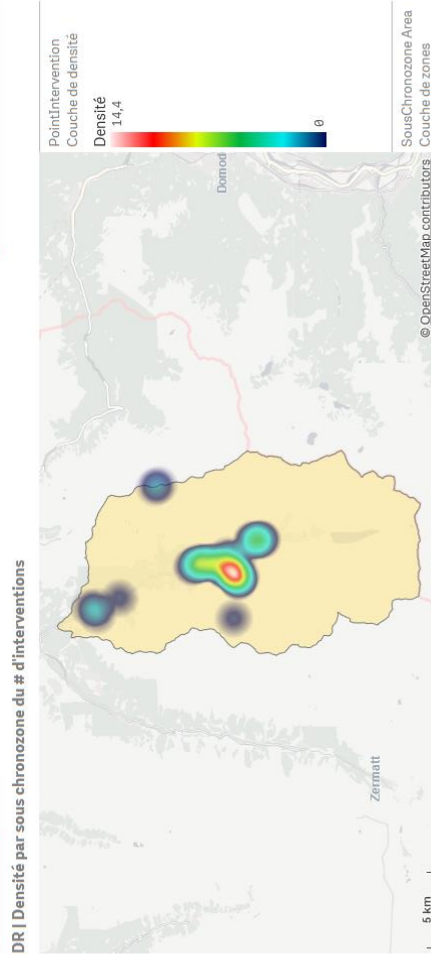 DR | Densité par sous chronozone du # d'interventions
PointIntervention
Couche de densité
Densité
14,4
0
SousChronozone Area
Couche de zones
Domod
Zermatt
5 km
© OpenStreetMap contributors